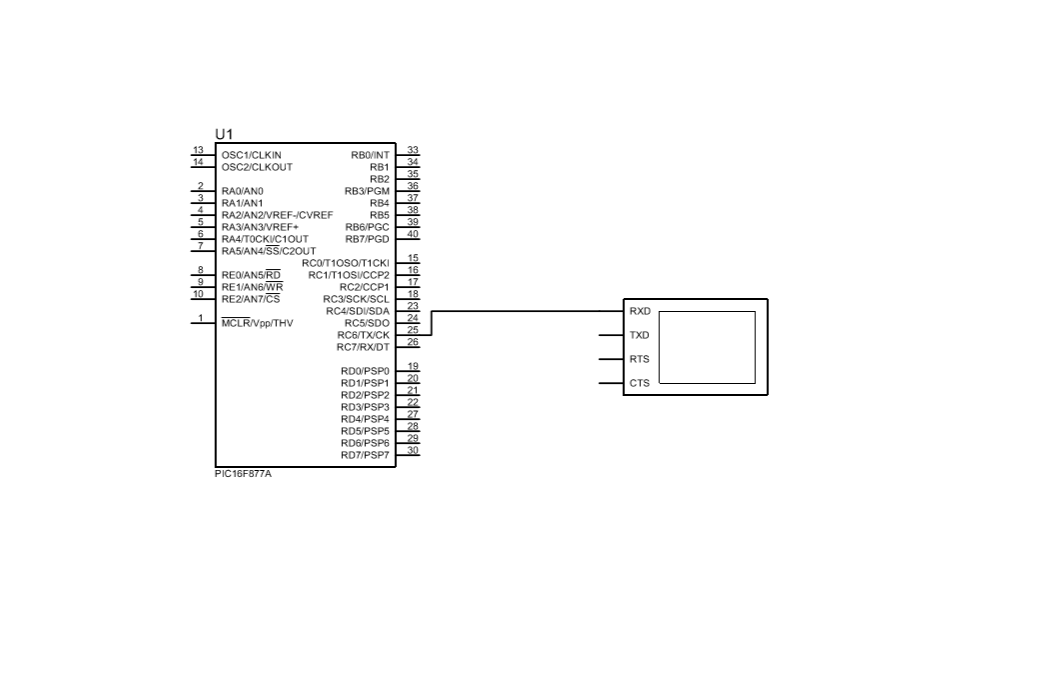 U1
13 OSC1/CLKIN RB0/INT 33
14 OSC2/CLKOUT RB1 34
RB2 35
2 RA0/AN0 RB3/PGM 36
3 RA1/AN1 RB4 37
4 RA2/AN2/VREF-/CVREF RB5 38
5 RA3/AN3/VREF+ RB6/PGC 39
6 RA4/T0CKI/C1OUT RB7/PGD 40
7 RA5/AN4/SS/C2OUT
RC0/T1OSO/T1CKI 15
8 RE0/AN5/RD RC1/T1OSI/CCP2 16
9 RE1/AN6/WR RC2/CCP1 17
10 RE2/AN7/CS RC3/SCK/SCL 18
RC4/SDI/SDA 23
1 MCLR/Vpp/THV RC5/SDO 24
RC6/TX/CK 25
RC7/RX/DT 26
RD0/PSP0 19
RD1/PSP1 20
RD2/PSP2 21
RD3/PSP3 22
RD4/PSP4 27
RD5/PSP5 28
RD6/PSP6 29
RD7/PSP7 30
PIC16F877A
RXD
TXD
RTS
CTS